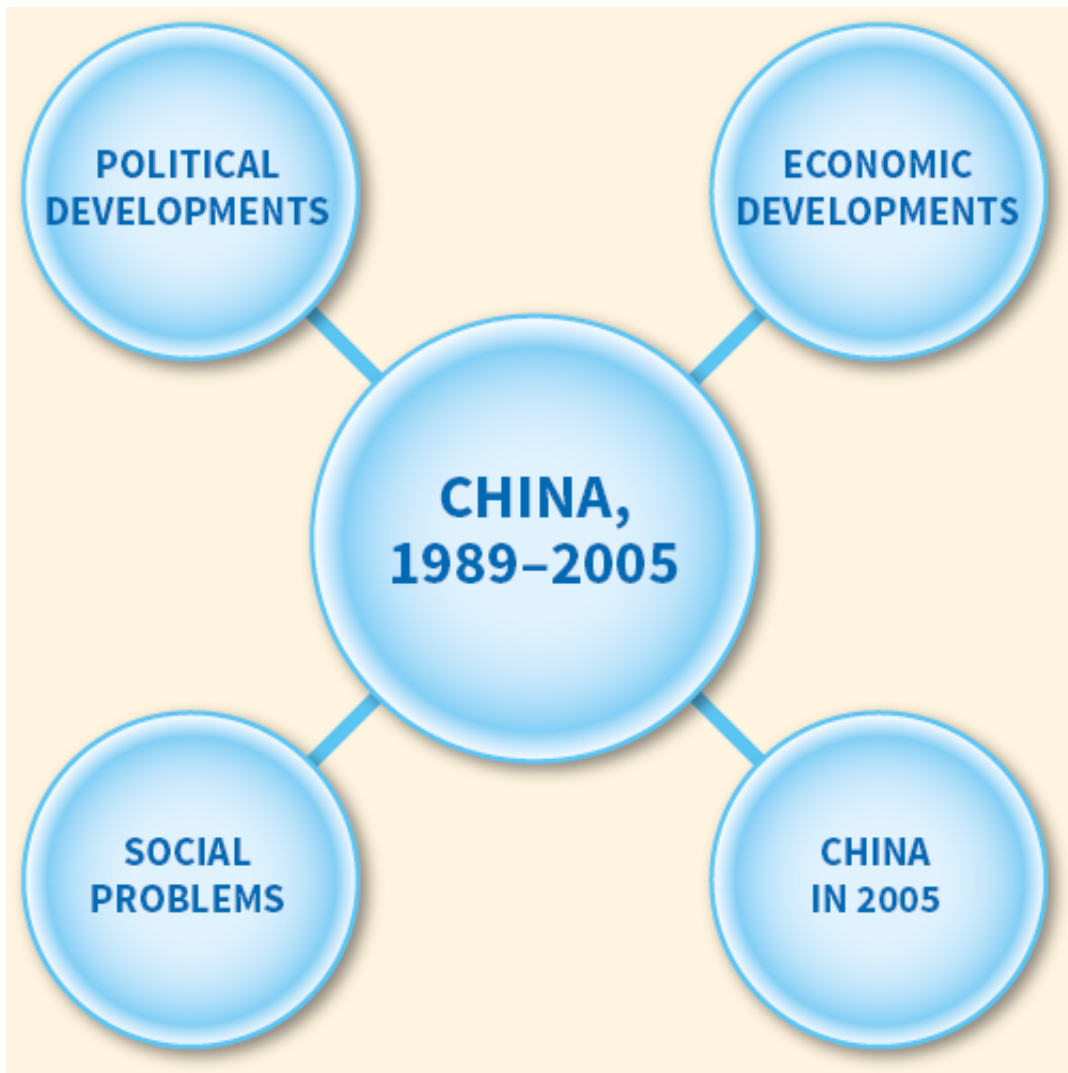 POLITICAL
DEVELOPMENTS
ECONOMIC
DEVELOPMENTS
CHINA,
1989–2005
SOCIAL
PROBLEMS
CHINA
IN 2005